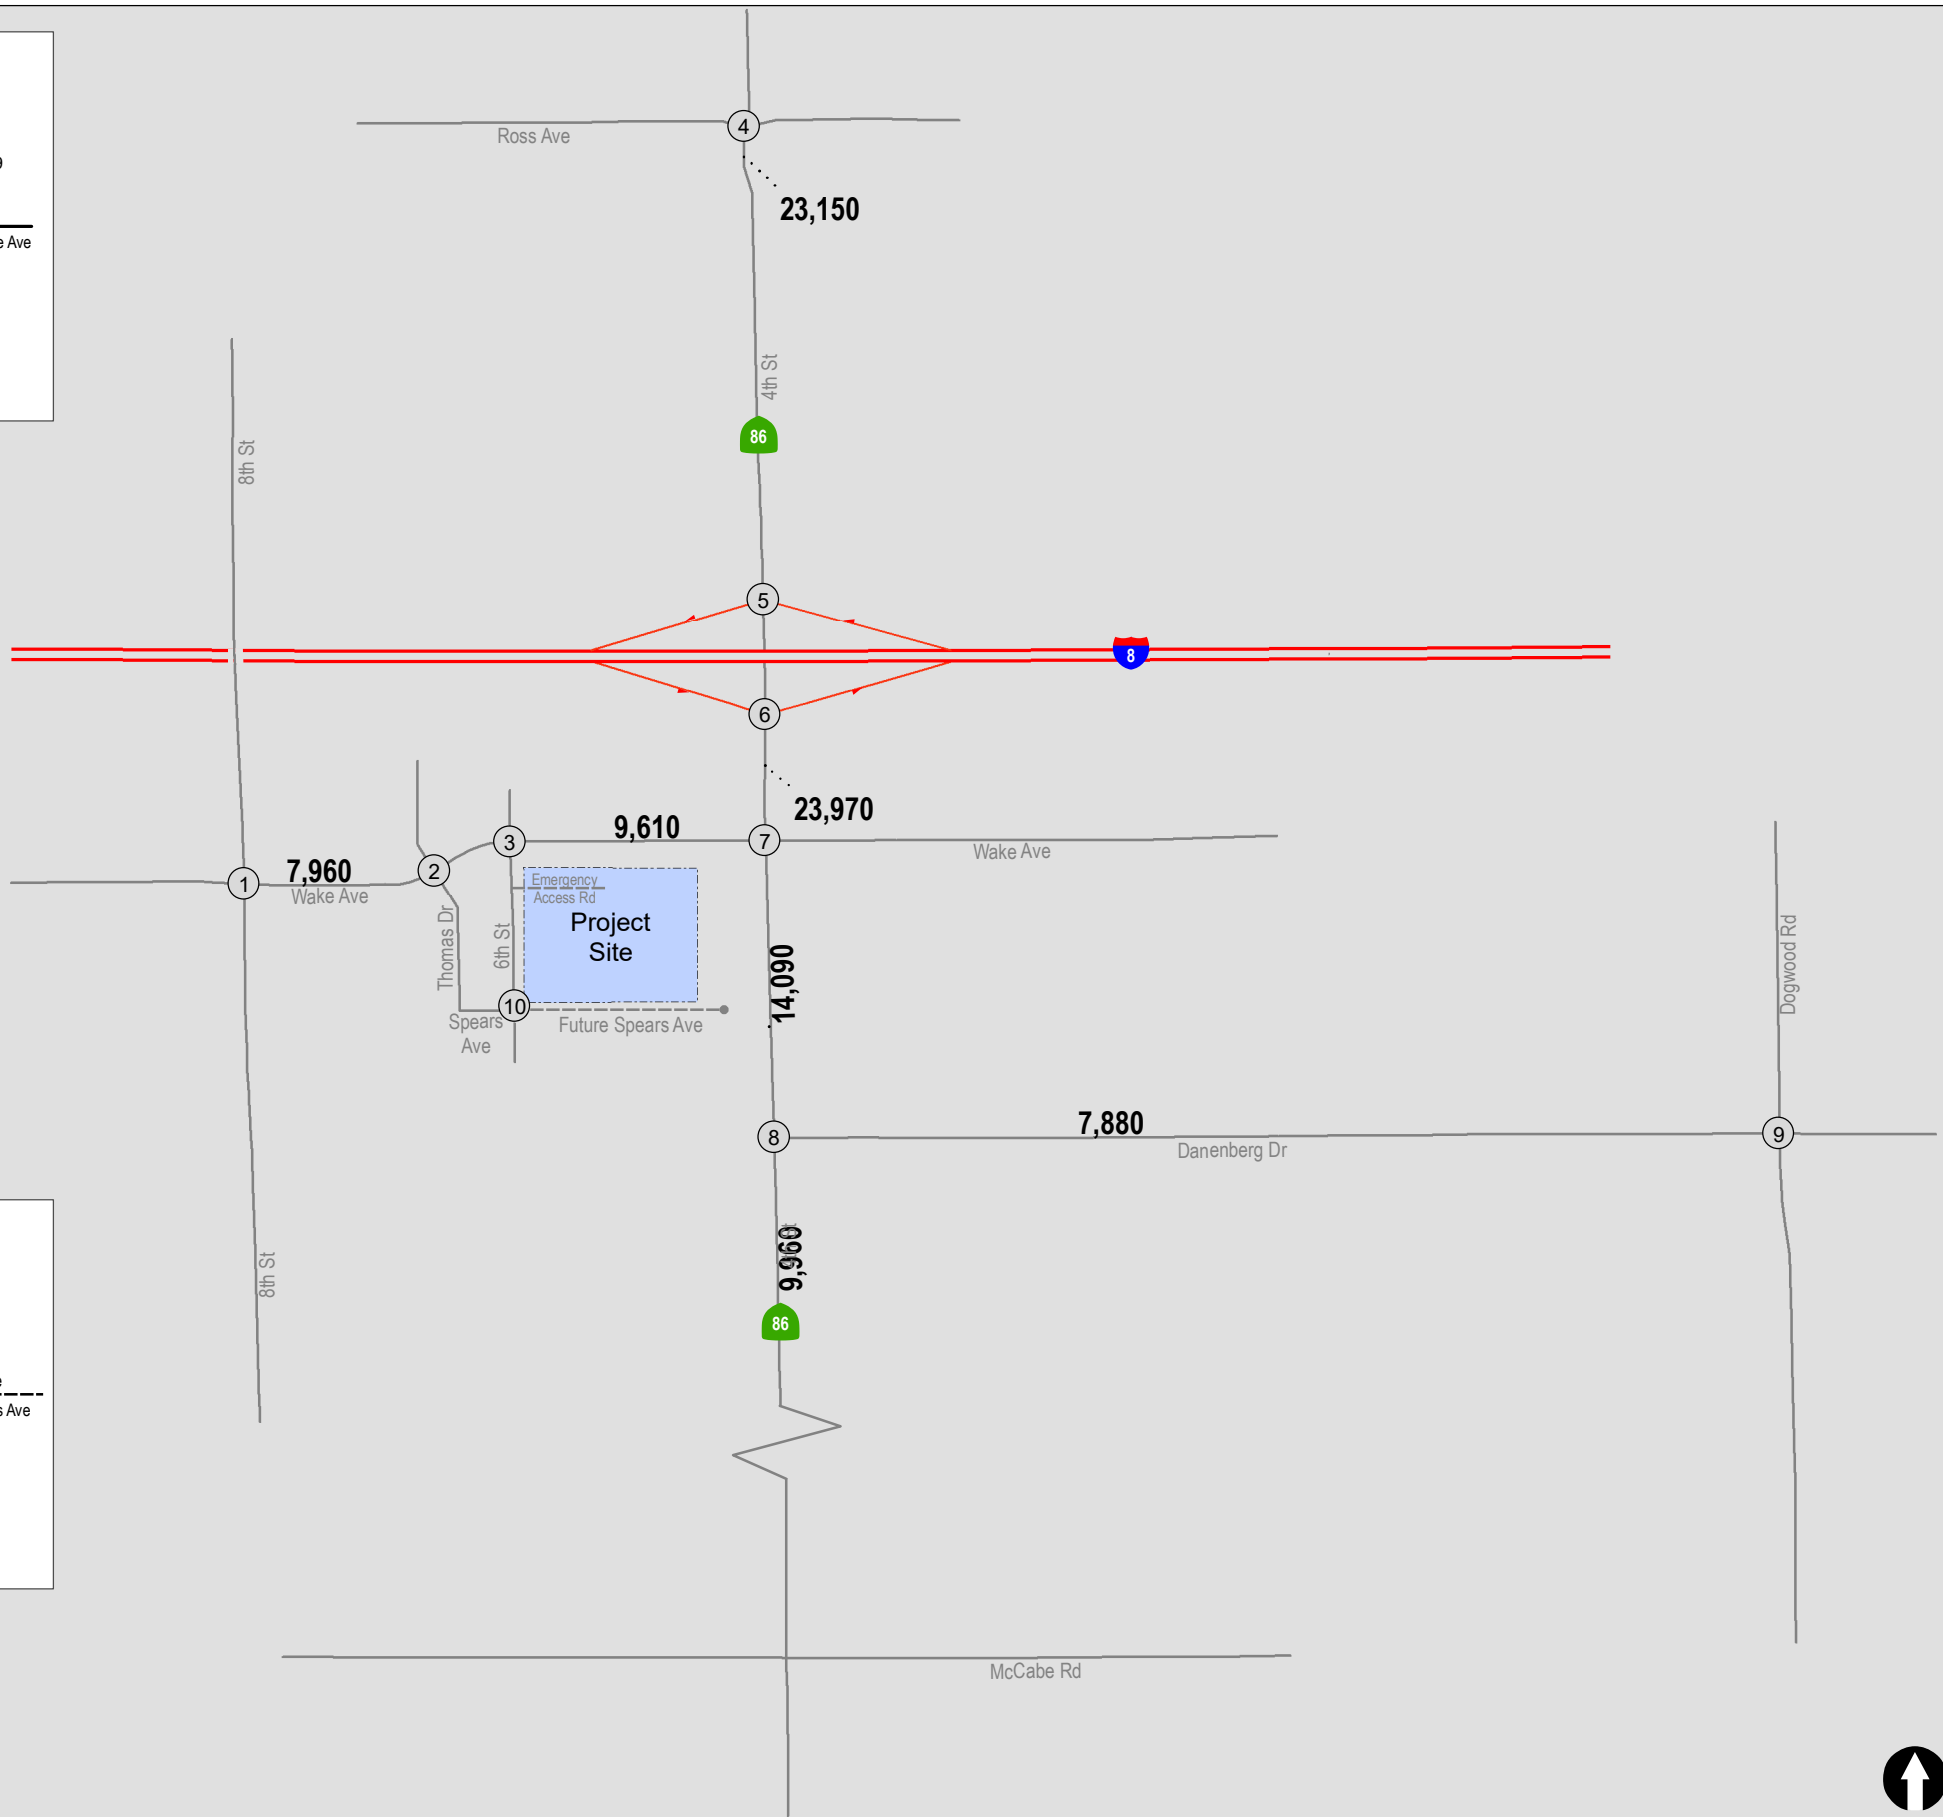 4
Ross Ave
23,150
e Ave
4th St
86
8th St
5
8
6
23,970
3
9,610
7
Wake Ave
2
7,960
1
Wake Ave
Emergency
Access Rd
Project
Site
Thomas Dr
6th St
14,090
Dogwood Rd
10
Spears
Ave
Future Spears Ave
8
7,880
9
Danenberg Dr
9,960
8th St
86
s Ave
McCabe Rd